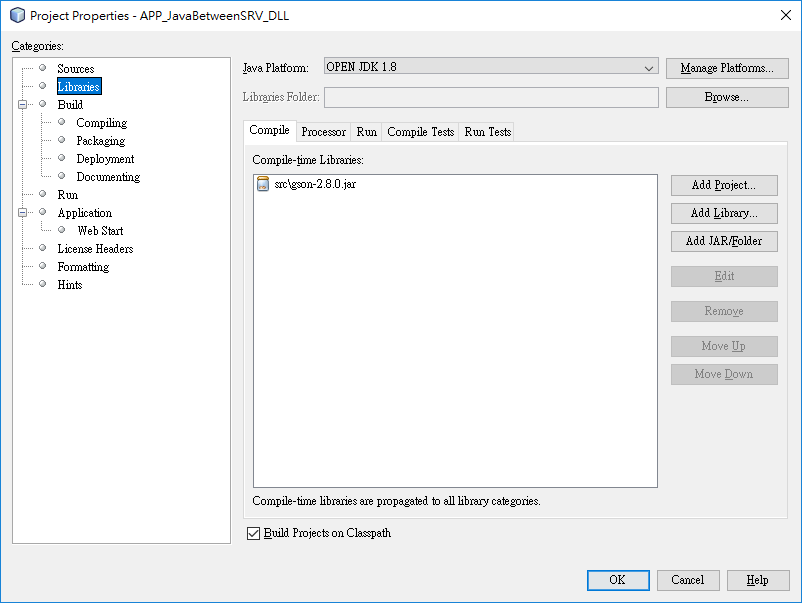 Project Properties - APP_JavaBetweenSRV_DLL
Categories:
Sources
Libraries
Build
Compiling
Packaging
Deployment
Documenting
Run
Application
Web Start
License Headers
Formatting
Hints
Java Platform: OPEN JDK 1.8 Manage Platforms...
Libraries Folder: Browse...
Compile Processor Run Compile Tests Run Tests
Compile-time Libraries:
src\gson-2.8.0.jar
Add Project...
Add Library...
Add JAR/Folder
Edit
Remove
Move Up
Move Down
Compile-time libraries are propagated to all library categories.
Build Projects on Classpath
OK Cancel Help